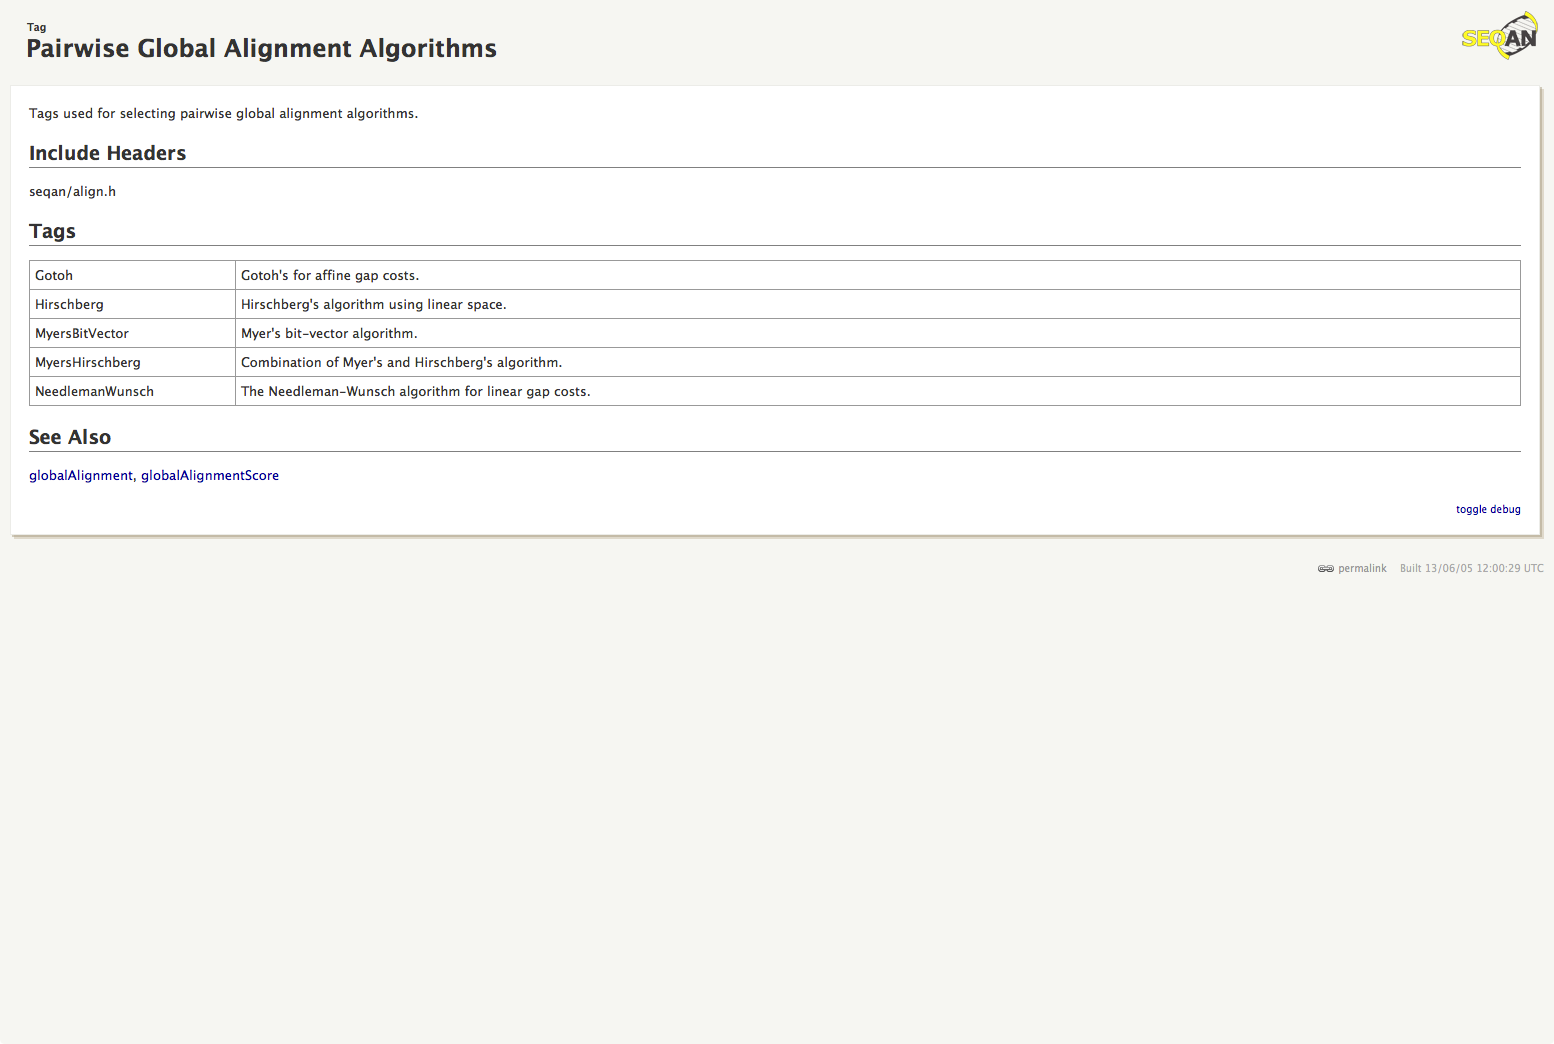 Tag
Pairwise Global Alignment Algorithms
SEQAN
Tags used for selecting pairwise global alignment algorithms.
Include Headers
seqan/align.h
Tags
Gotoh Gotoh's for affine gap costs.
Hirschberg Hirschberg's algorithm using linear space.
MyersBitVector Myer's bit-vector algorithm.
MyersHirschberg Combination of Myer's and Hirschberg's algorithm.
NeedlemanWunsch The Needleman-Wunsch algorithm for linear gap costs.
See Also
globalAlignment, globalAlignmentScore
toggle debug
permalink Built 13/06/05 12:00:29 UTC